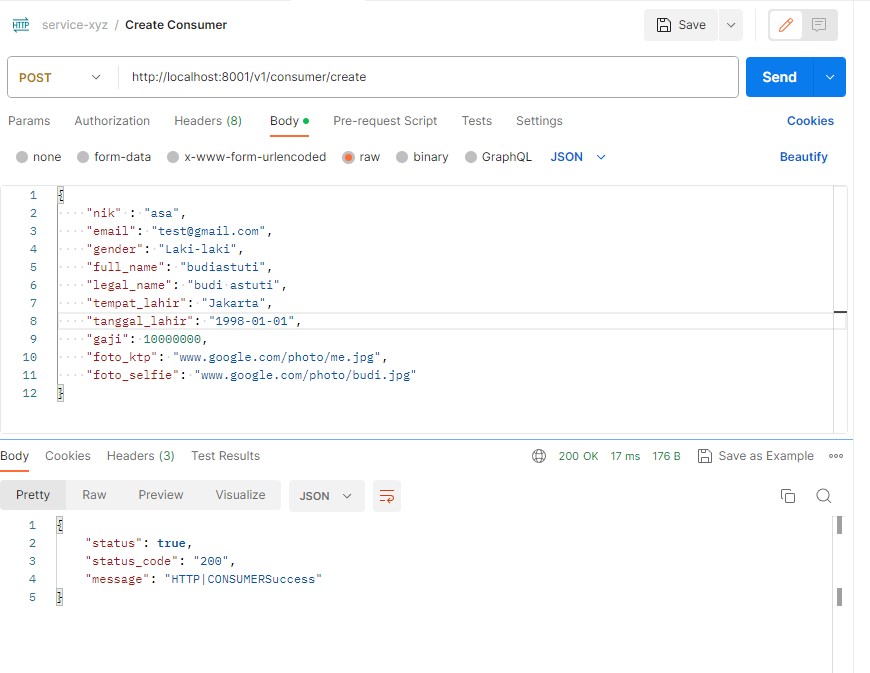 HTTP service-xyz / Create Consumer Save
POST http://localhost:8001/v1/consumer/create Send
Params Authorization Headers (8) Body Pre-request Script Tests Settings Cookies
none form-data x-www-form-urlencoded raw binary GraphQL JSON Beautify
1 {
2 "nik" : "asa",
3 "email": "test@gmail.com",
4 "gender": "Laki-laki",
5 "full_name": "budiastuti",
6 "legal_name": "budi astuti",
7 "tempat_lahir": "Jakarta",
8 "tanggal_lahir": "1998-01-01",
9 "gaji": 10000000,
10 "foto_ktp": "www.google.com/photo/me.jpg",
11 "foto_selfie": "www.google.com/photo/budi.jpg"
12 }
Body Cookies Headers (3) Test Results 200 OK 17 ms 176 B Save as Example
Pretty Raw Preview Visualize JSON
1 {
2 "status": true,
3 "status_code": "200",
4 "message": "HTTP|CONSUMERSuccess"
5 }